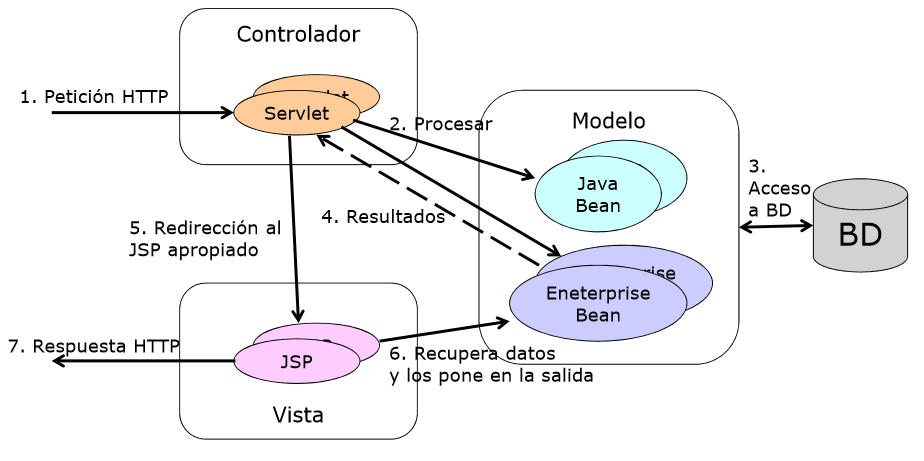 Controlador
1. Petición HTTP
Servlet
2. Procesar
Modelo
Java
Bean
3.
Acceso
a BD
BD
4. Resultados
5. Redirección al
JSP apropiado
Eneterprise
Bean
7. Respuesta HTTP
JSP
6. Recupera datos
y los pone en la salida
Vista